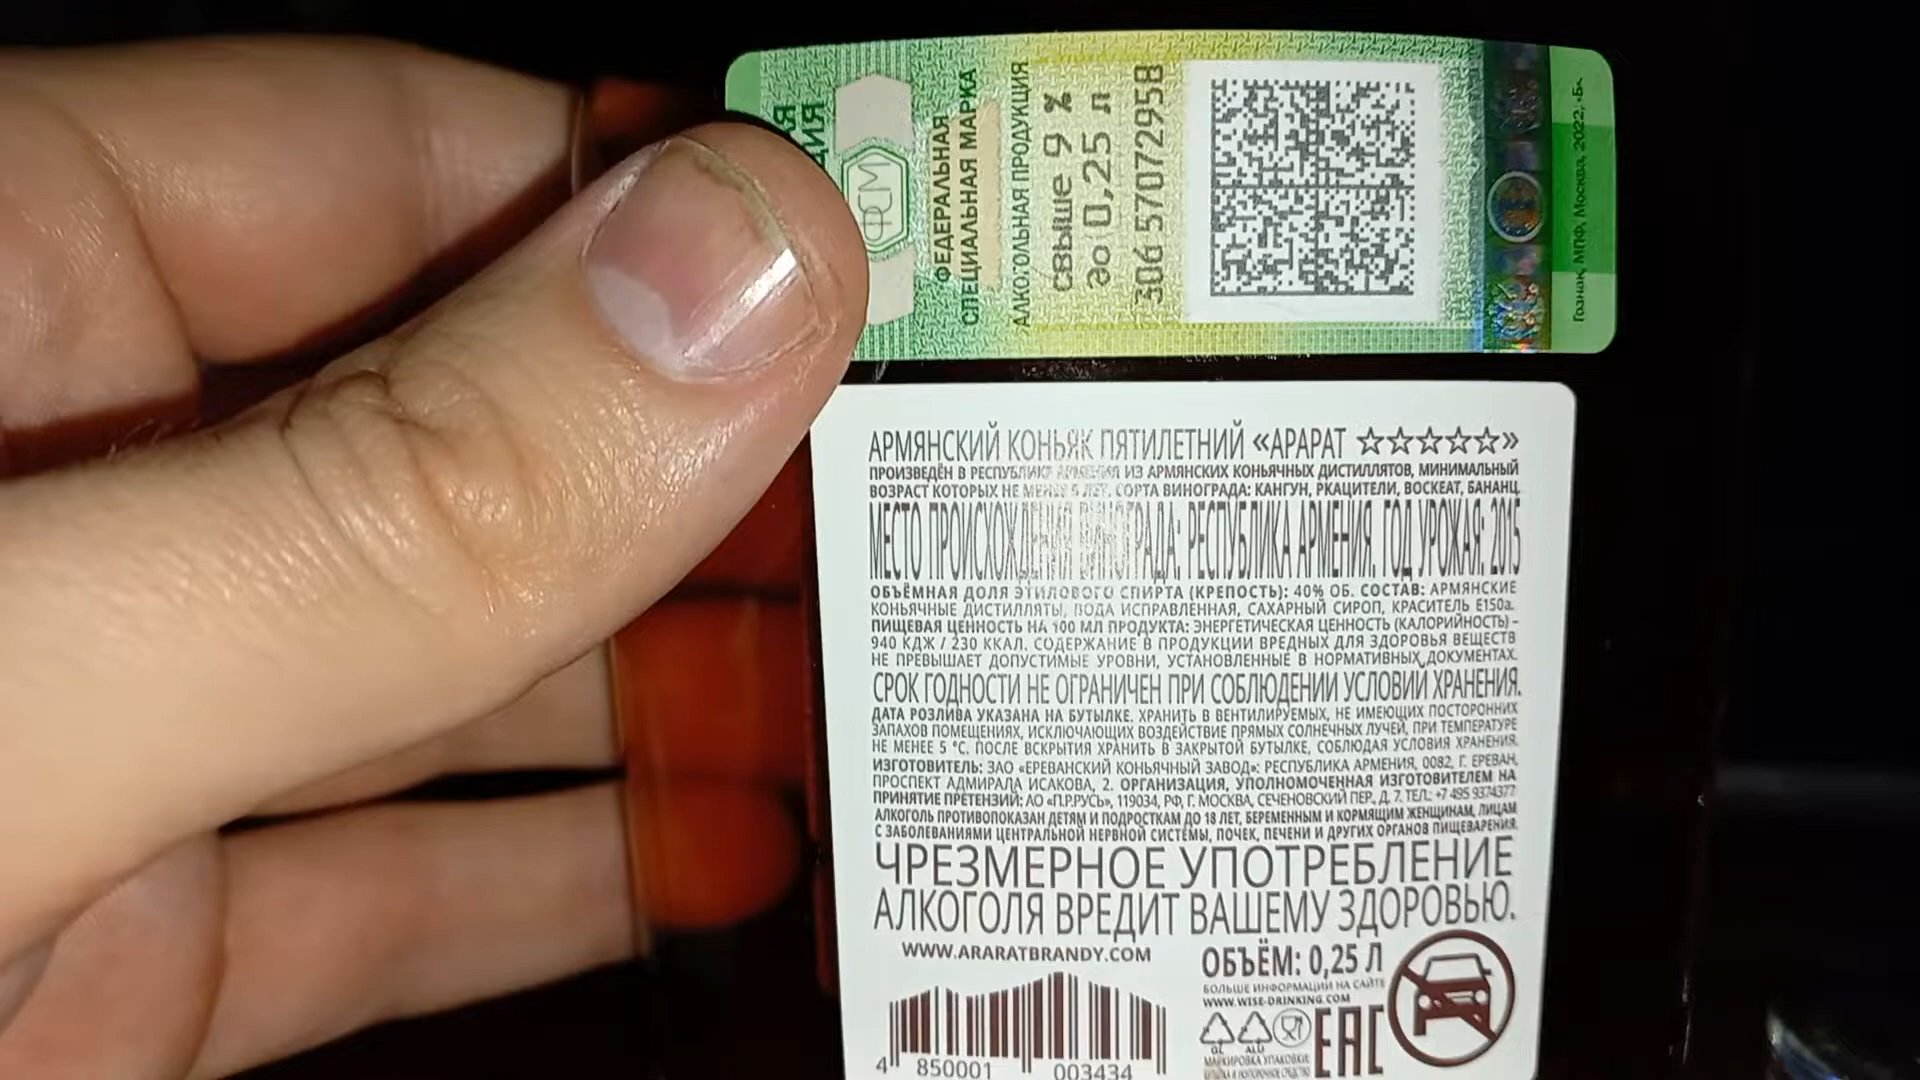 ФЕДЕРАЛЬНАЯ
СПЕЦИАЛЬНАЯ МАРКА
АЛКОГОЛЬНАЯ ПРОДУКЦИЯ
свыше 9 %
до 0,25 л
306 57072958
Гознак, МПФ, Москва, 2022, «Б».
ФСМ
АРМЯНСКИЙ КОНЬЯК ПЯТИЛЕТНИЙ «АРАРАТ ☆☆☆☆☆»
ПРОИЗВЕДЁН В РЕСПУБЛИКЕ АРМЕНИЯ ИЗ АРМЯНСКИХ КОНЬЯЧНЫХ ДИСТИЛЛЯТОВ, МИНИМАЛЬНЫЙ
ВОЗРАСТ КОТОРЫХ НЕ МЕНЕЕ 5 ЛЕТ. СОРТА ВИНОГРАДА: КАНГУН, РКАЦИТЕЛИ, ВОСКЕАТ, БАНАНЦ.
МЕСТО ПРОИСХОЖДЕНИЯ ВИНОГРАДА: РЕСПУБЛИКА АРМЕНИЯ. ГОД УРОЖАЯ: 2015
ОБЪЁМНАЯ ДОЛЯ ЭТИЛОВОГО СПИРТА (КРЕПОСТЬ): 40% ОБ. СОСТАВ: АРМЯНСКИЕ
КОНЬЯЧНЫЕ ДИСТИЛЛЯТЫ, ВОДА ИСПРАВЛЕННАЯ, САХАРНЫЙ СИРОП, КРАСИТЕЛЬ Е150а.
ПИЩЕВАЯ ЦЕННОСТЬ НА 100 МЛ ПРОДУКТА: ЭНЕРГЕТИЧЕСКАЯ ЦЕННОСТЬ (КАЛОРИЙНОСТЬ) –
940 КДЖ / 230 ККАЛ. СОДЕРЖАНИЕ В ПРОДУКЦИИ ВРЕДНЫХ ДЛЯ ЗДОРОВЬЯ ВЕЩЕСТВ
НЕ ПРЕВЫШАЕТ ДОПУСТИМЫЕ УРОВНИ, УСТАНОВЛЕННЫЕ В НОРМАТИВНЫХ ДОКУМЕНТАХ.
СРОК ГОДНОСТИ НЕ ОГРАНИЧЕН ПРИ СОБЛЮДЕНИИ УСЛОВИЙ ХРАНЕНИЯ.
ДАТА РОЗЛИВА УКАЗАНА НА БУТЫЛКЕ. ХРАНИТЬ В ВЕНТИЛИРУЕМЫХ, НЕ ИМЕЮЩИХ ПОСТОРОННИХ
ЗАПАХОВ ПОМЕЩЕНИЯХ, ИСКЛЮЧАЮЩИХ ВОЗДЕЙСТВИЕ ПРЯМЫХ СОЛНЕЧНЫХ ЛУЧЕЙ, ПРИ ТЕМПЕРАТУРЕ
НЕ МЕНЕЕ 5 °С. ПОСЛЕ ВСКРЫТИЯ ХРАНИТЬ В ЗАКРЫТОЙ БУТЫЛКЕ, СОБЛЮДАЯ УСЛОВИЯ ХРАНЕНИЯ.
ИЗГОТОВИТЕЛЬ: ЗАО «ЕРЕВАНСКИЙ КОНЬЯЧНЫЙ ЗАВОД»: РЕСПУБЛИКА АРМЕНИЯ, 0082, Г. ЕРЕВАН,
ПРОСПЕКТ АДМИРАЛА ИСАКОВА, 2. ОРГАНИЗАЦИЯ, УПОЛНОМОЧЕННАЯ ИЗГОТОВИТЕЛЕМ НА
ПРИНЯТИЕ ПРЕТЕНЗИЙ: АО «П.Р.РУСЬ», 119034, РФ, Г. МОСКВА, СЕЧЕНОВСКИЙ ПЕР., Д. 7. ТЕЛ.: +7 495 9374377
АЛКОГОЛЬ ПРОТИВОПОКАЗАН ДЕТЯМ И ПОДРОСТКАМ ДО 18 ЛЕТ, БЕРЕМЕННЫМ И КОРМЯЩИМ ЖЕНЩИНАМ, ЛИЦАМ
С ЗАБОЛЕВАНИЯМИ ЦЕНТРАЛЬНОЙ НЕРВНОЙ СИСТЕМЫ, ПОЧЕК, ПЕЧЕНИ И ДРУГИХ ОРГАНОВ ПИЩЕВАРЕНИЯ.
ЧРЕЗМЕРНОЕ УПОТРЕБЛЕНИЕ
АЛКОГОЛЯ ВРЕДИТ ВАШЕМУ ЗДОРОВЬЮ.
WWW.ARARATBRANDY.COM
ОБЪЁМ: 0,25 Л
БОЛЬШЕ ИНФОРМАЦИИ НА САЙТЕ
WWW.WISE-DRINKING.COM
GL ALU
МАРКИРОВКА УПАКОВКИ:
EAC
4 850001 003434